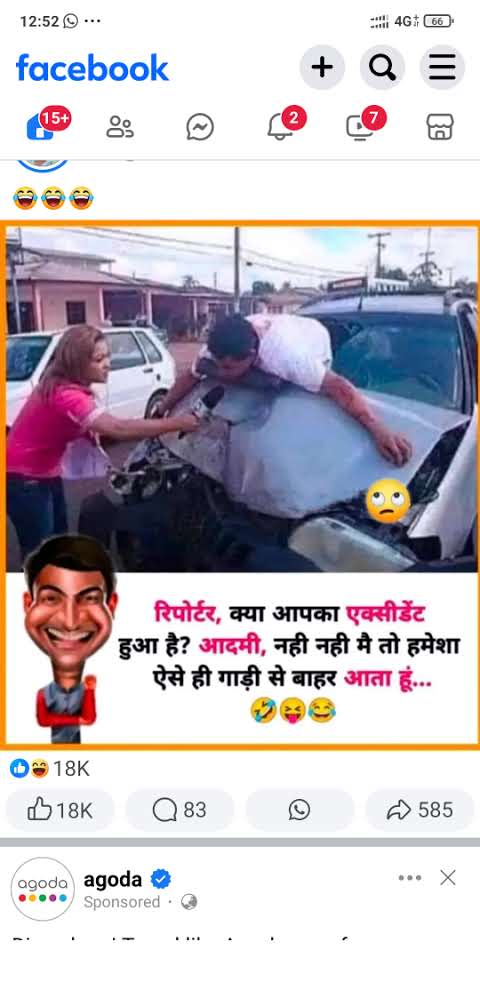 12:52
4G
66
facebook
15+
2
7
रिपोर्टर, क्या आपका एक्सीडेंट
हुआ है? आदमी, नही नही मै तो हमेशा
ऐसे ही गाड़ी से बाहर आता हूं...
18K
18K
83
585
agoda
agoda
Sponsored